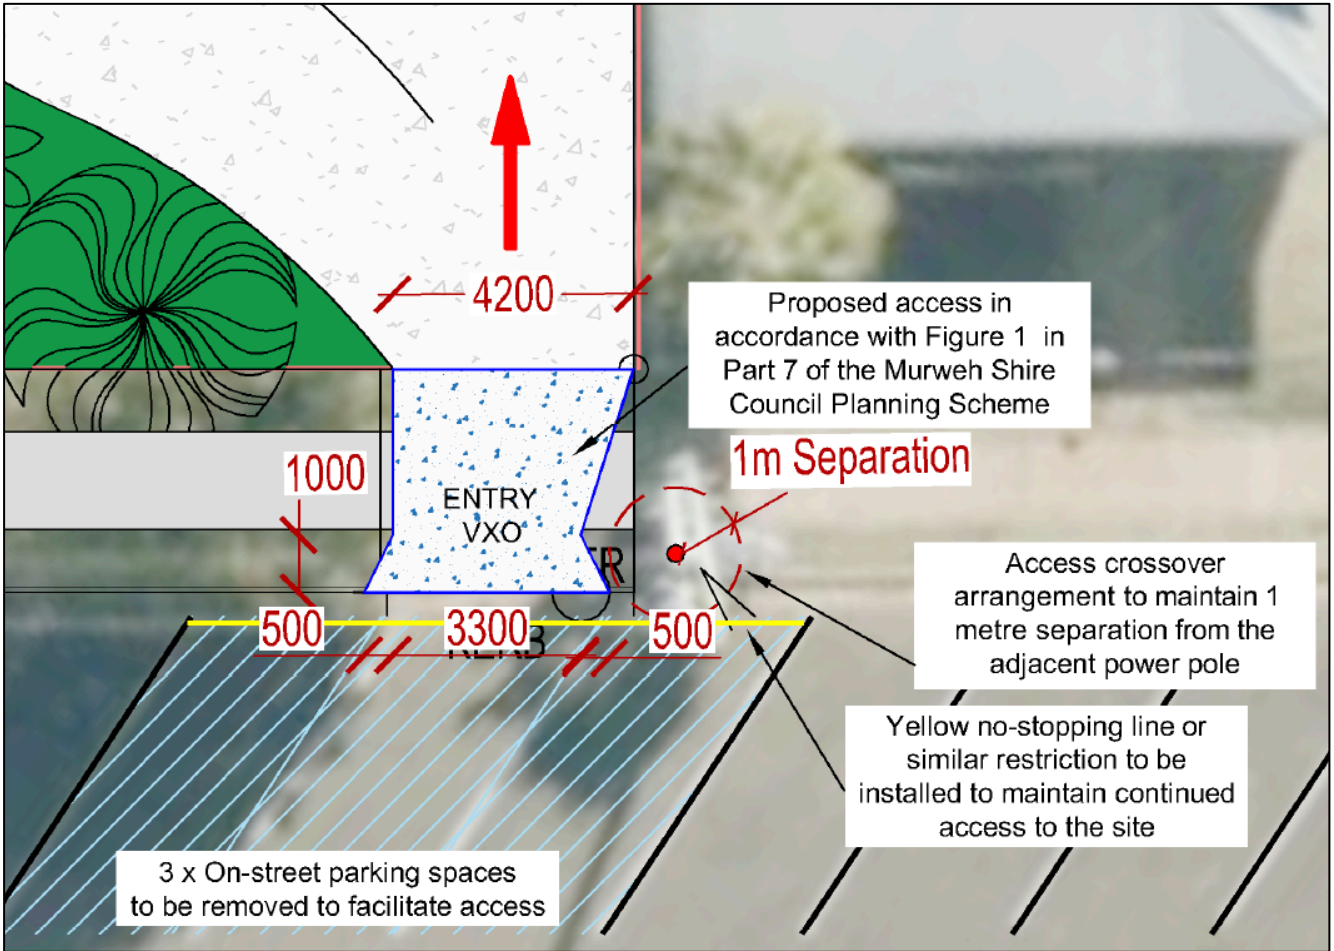 4200
Proposed access in
accordance with Figure 1 in
Part 7 of the Murweh Shire
Council Planning Scheme
1m Separation
1000
ENTRY
VXO
Access crossover
arrangement to maintain 1
metre separation from the
adjacent power pole
500
3300
500
KERB
Yellow no-stopping line or
similar restriction to be
installed to maintain continued
access to the site
3 x On-street parking spaces
to be removed to facilitate access